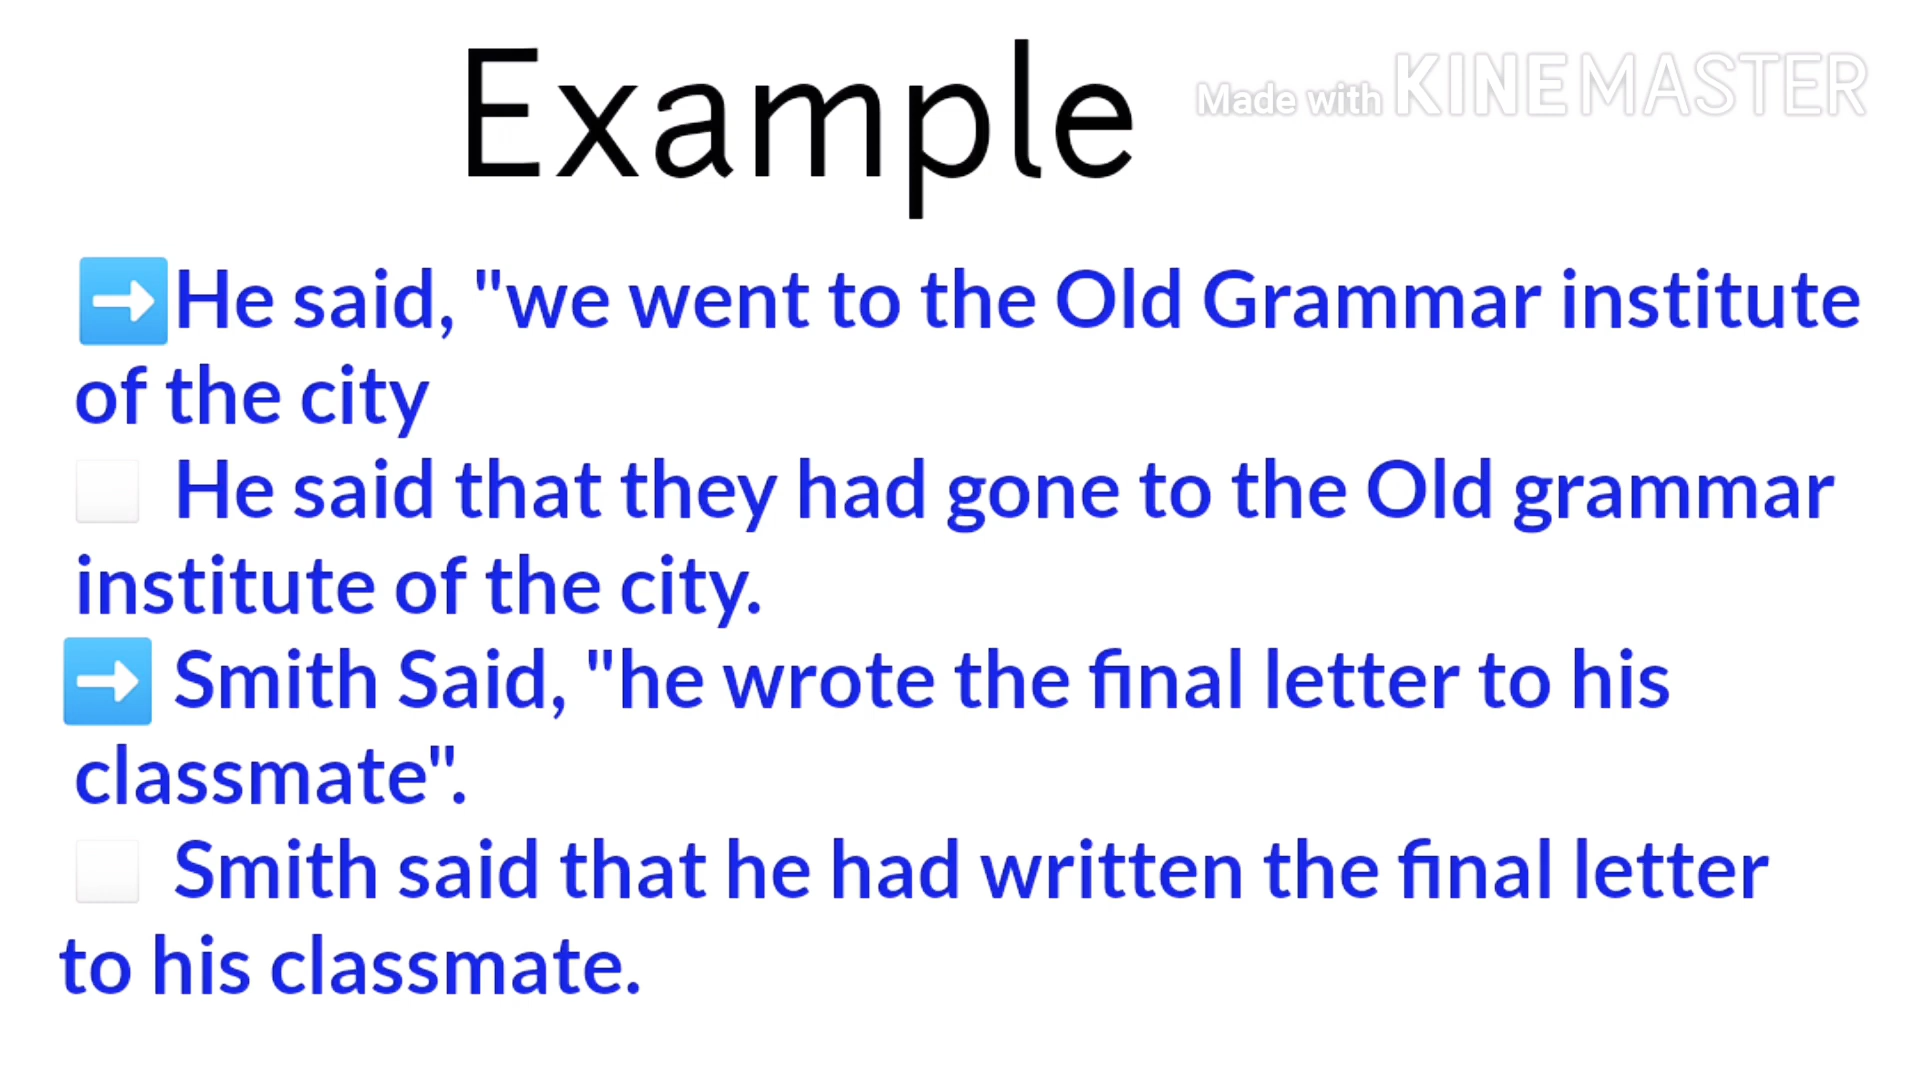 Example
Made with KINEMASTER
➡️He said, "we went to the Old Grammar institute
of the city
He said that they had gone to the Old grammar
institute of the city.
➡️ Smith Said, "he wrote the final letter to his
classmate".
Smith said that he had written the final letter
to his classmate.